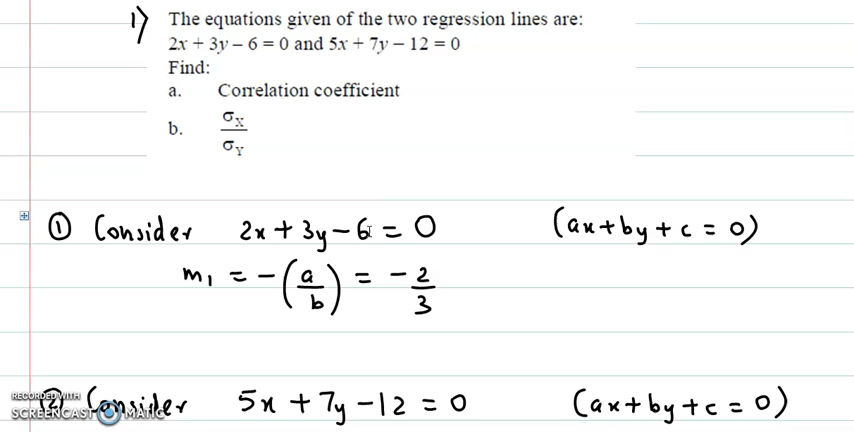 1) The equations given of the two regression lines are:
2x + 3y – 6 = 0 and 5x + 7y – 12 = 0
Find:
a. Correlation coefficient
b. σX / σY
① Consider 2x + 3y – 6 = 0 (ax + by + c = 0)
m₁ = – (a/b) = – 2/3
② Consider 5x + 7y – 12 = 0 (ax + by + c = 0)
RECORDED WITH
SCREENCAST MATIC